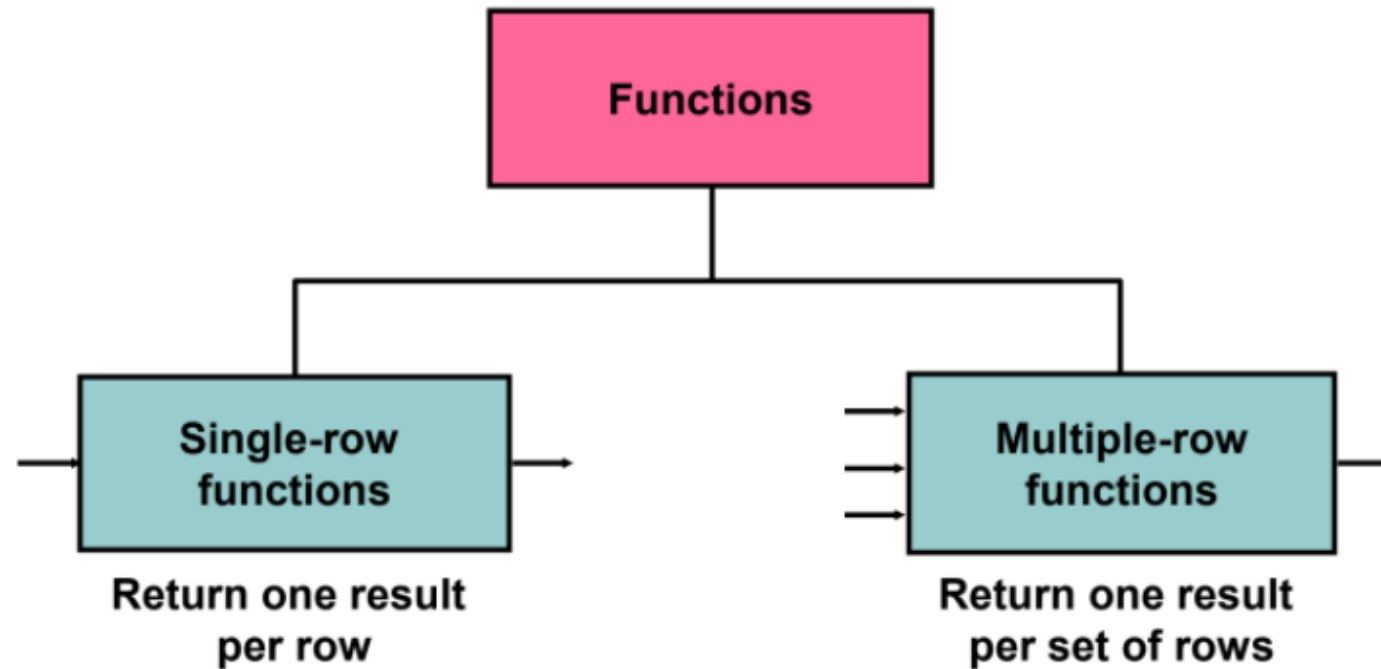 Functions
Single-row
functions
Return one result
per row
Multiple-row
functions
Return one result
per set of rows